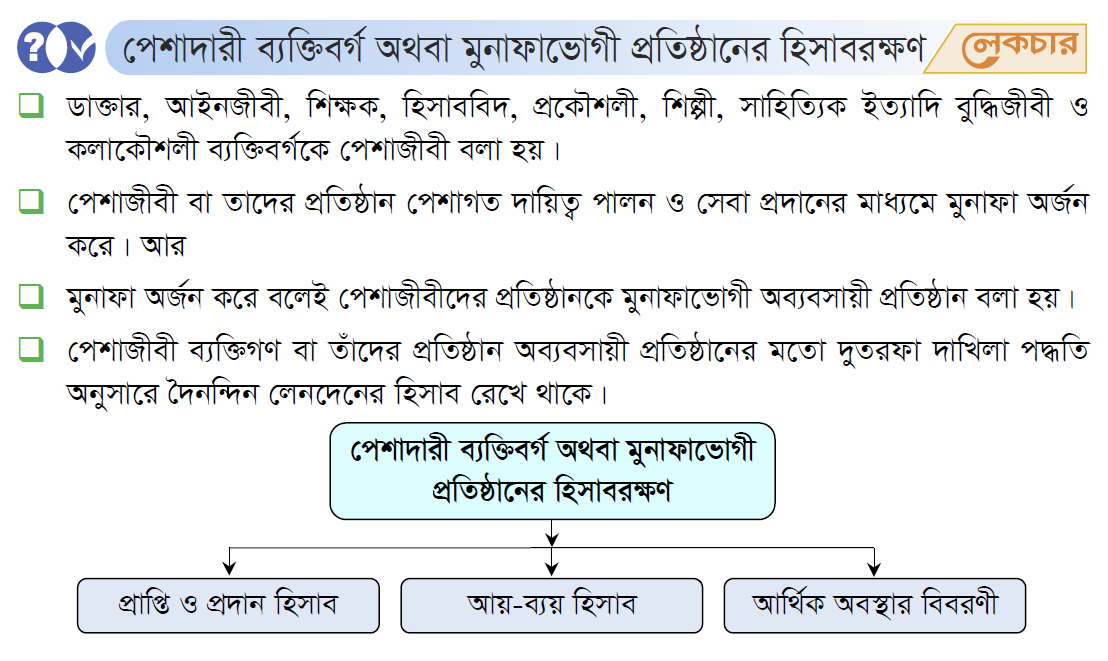 পেশাদারী ব্যক্তিবর্গ অথবা মুনাফাভোগী প্রতিষ্ঠানের হিসাবরক্ষণ
লেকচার
ডাক্তার, আইনজীবী, শিক্ষক, হিসাববিদ, প্রকৌশলী, শিল্পী, সাহিত্যিক ইত্যাদি বুদ্ধিজীবী ও
কলাকৌশলী ব্যক্তিবর্গকে পেশাজীবী বলা হয়।
পেশাজীবী বা তাদের প্রতিষ্ঠান পেশাগত দায়িত্ব পালন ও সেবা প্রদানের মাধ্যমে মুনাফা অর্জন
করে। আর
মুনাফা অর্জন করে বলেই পেশাজীবীদের প্রতিষ্ঠানকে মুনাফাভোগী অব্যবসায়ী প্রতিষ্ঠান বলা হয়।
পেশাজীবী ব্যক্তিগণ বা তাঁদের প্রতিষ্ঠান অব্যবসায়ী প্রতিষ্ঠানের মতো দুতরফা দাখিলা পদ্ধতি
অনুসারে দৈনন্দিন লেনদেনের হিসাব রেখে থাকে।
পেশাদারী ব্যক্তিবর্গ অথবা মুনাফাভোগী
প্রতিষ্ঠানের হিসাবরক্ষণ
প্রাপ্তি ও প্রদান হিসাব
আয়-ব্যয় হিসাব
আর্থিক অবস্থার বিবরণী